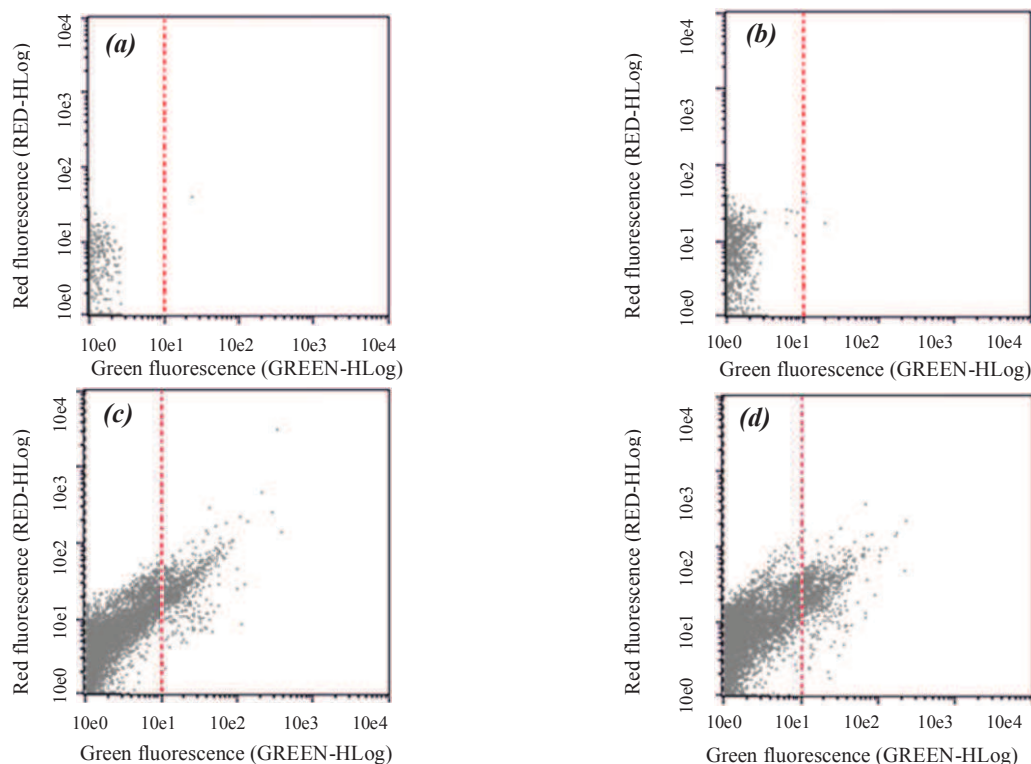 (a)
Red fluorescence (RED-HLog)
10e4
10e3
10e2
10e1
10e0
10e0 10e1 10e2 10e3 10e4
Green fluorescence (GREEN-HLog)
(b)
Red fluorescence (RED-HLog)
10e4
10e3
10e2
10e1
10e0
10e0 10e1 10e2 10e3 10e4
Green fluorescence (GREEN-HLog)
(c)
Red fluorescence (RED-HLog)
10e4
10e3
10e2
10e1
10e0
10e0 10e1 10e2 10e3 10e4
Green fluorescence (GREEN-HLog)
(d)
Red fluorescence (RED-HLog)
10e4
10e3
10e2
10e1
10e0
10e0 10e1 10e2 10e3 10e4
Green fluorescence (GREEN-HLog)